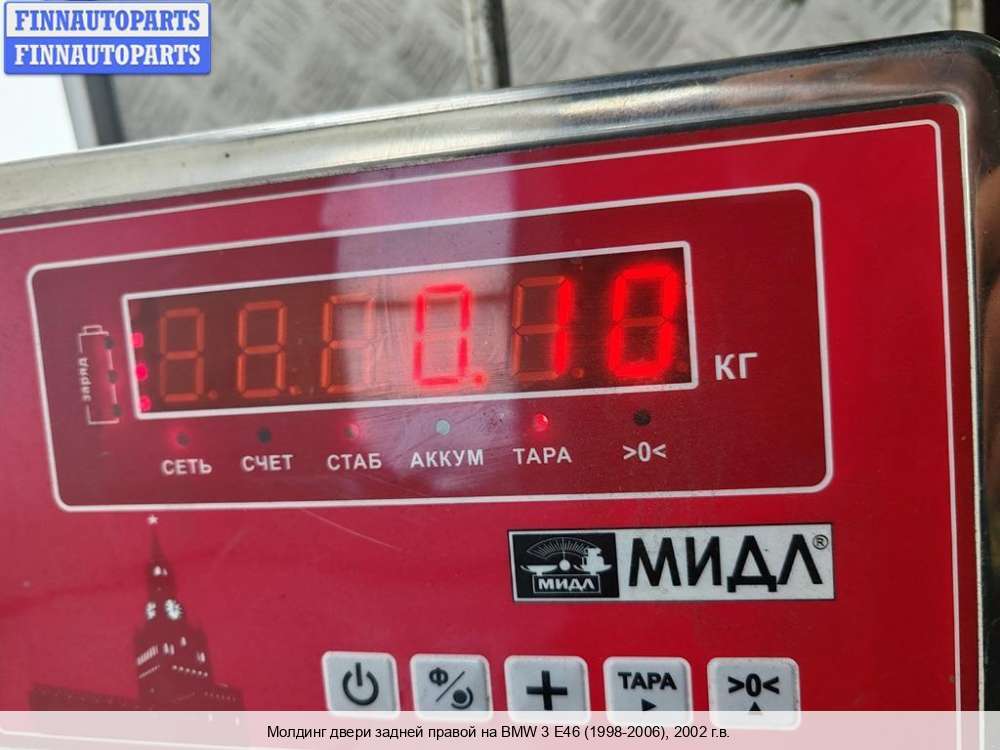 FINNAUTOPARTS
FINNAUTOPARTS
заряд
0.10 КГ
СЕТЬ СЧЕТ СТАБ АККУМ ТАРА >0<
МИДЛ МИДЛ®
Ф/ + ТАРА >0<
Молдинг двери задней правой на BMW 3 E46 (1998-2006), 2002 г.в.